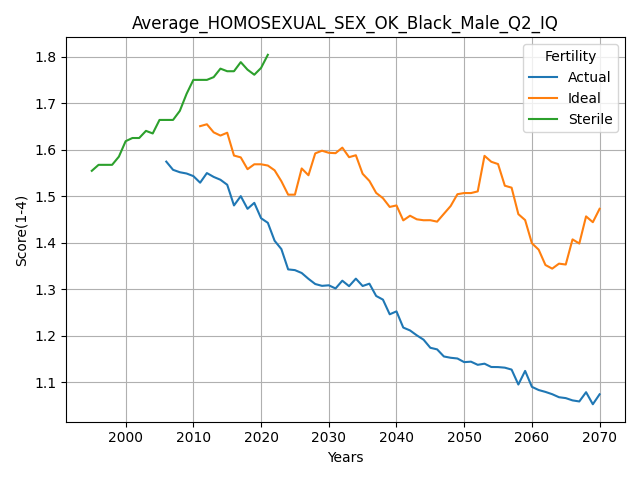 Average_HOMOSEXUAL_SEX_OK_Black_Male_Q2_IQ
Fertility
Actual
Ideal
Sterile
Score(1-4)
1.8
1.7
1.6
1.5
1.4
1.3
1.2
1.1
2000 2010 2020 2030 2040 2050 2060 2070
Years